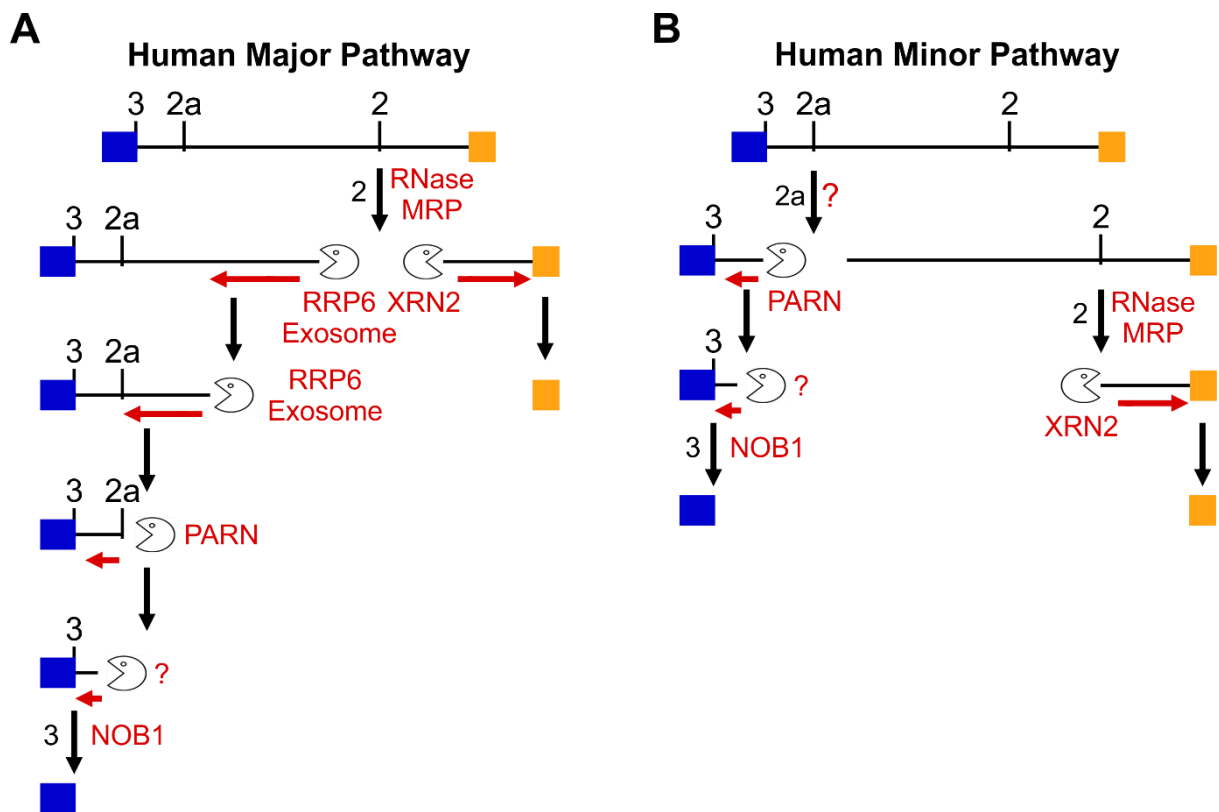 A
Human Major Pathway
3 2a 2
2 RNase
MRP
3 2a
RRP6 XRN2
Exosome
3 2a
RRP6
Exosome
3 2a
PARN
3
?
3 NOB1
B
Human Minor Pathway
3 2a 2
2a ?
3 2
PARN
2 RNase
MRP
3
?
XRN2
3 NOB1